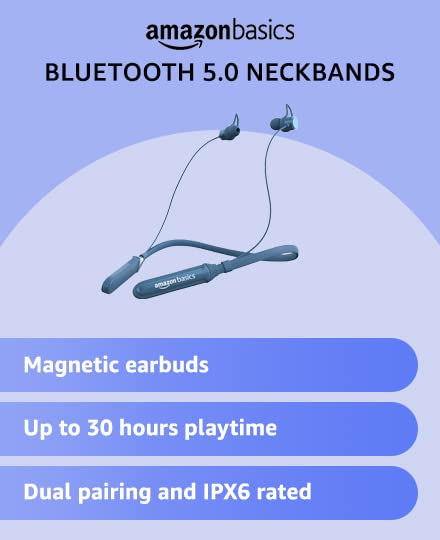 amazonbasics
BLUETOOTH 5.0 NECKBANDS
amazonbasics
Magnetic earbuds
Up to 30 hours playtime
Dual pairing and IPX6 rated